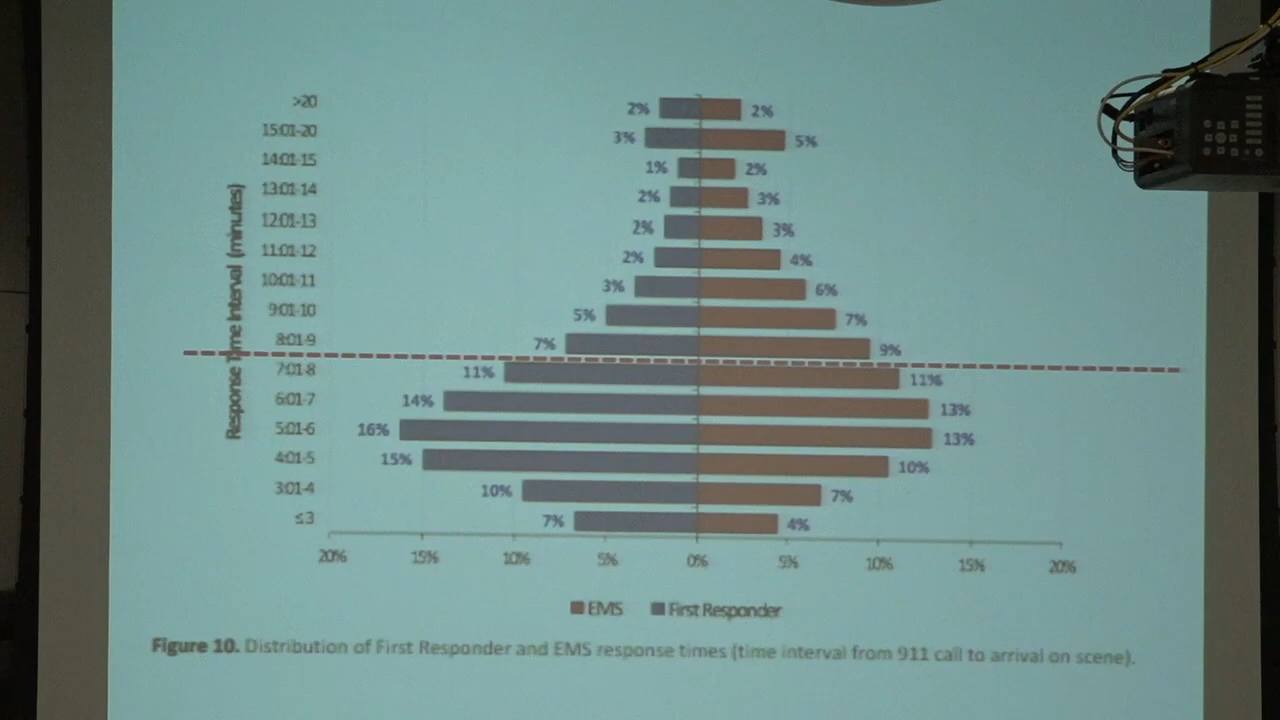 Response Time Interval (minutes)
>20 2% 2%
15:01-20 3% 5%
14:01-15 1% 2%
13:01-14 2% 3%
12:01-13 2% 3%
11:01-12 2% 4%
10:01-11 3% 6%
9:01-10 5% 7%
8:01-9 7% 9%
7:01-8 11% 11%
6:01-7 14% 13%
5:01-6 16% 13%
4:01-5 15% 10%
3:01-4 10% 7%
≤3 7% 4%
20% 15% 10% 5% 0% 5% 10% 15% 20%
EMS First Responder
Figure 10. Distribution of First Responder and EMS response times (time interval from 911 call to arrival on scene).